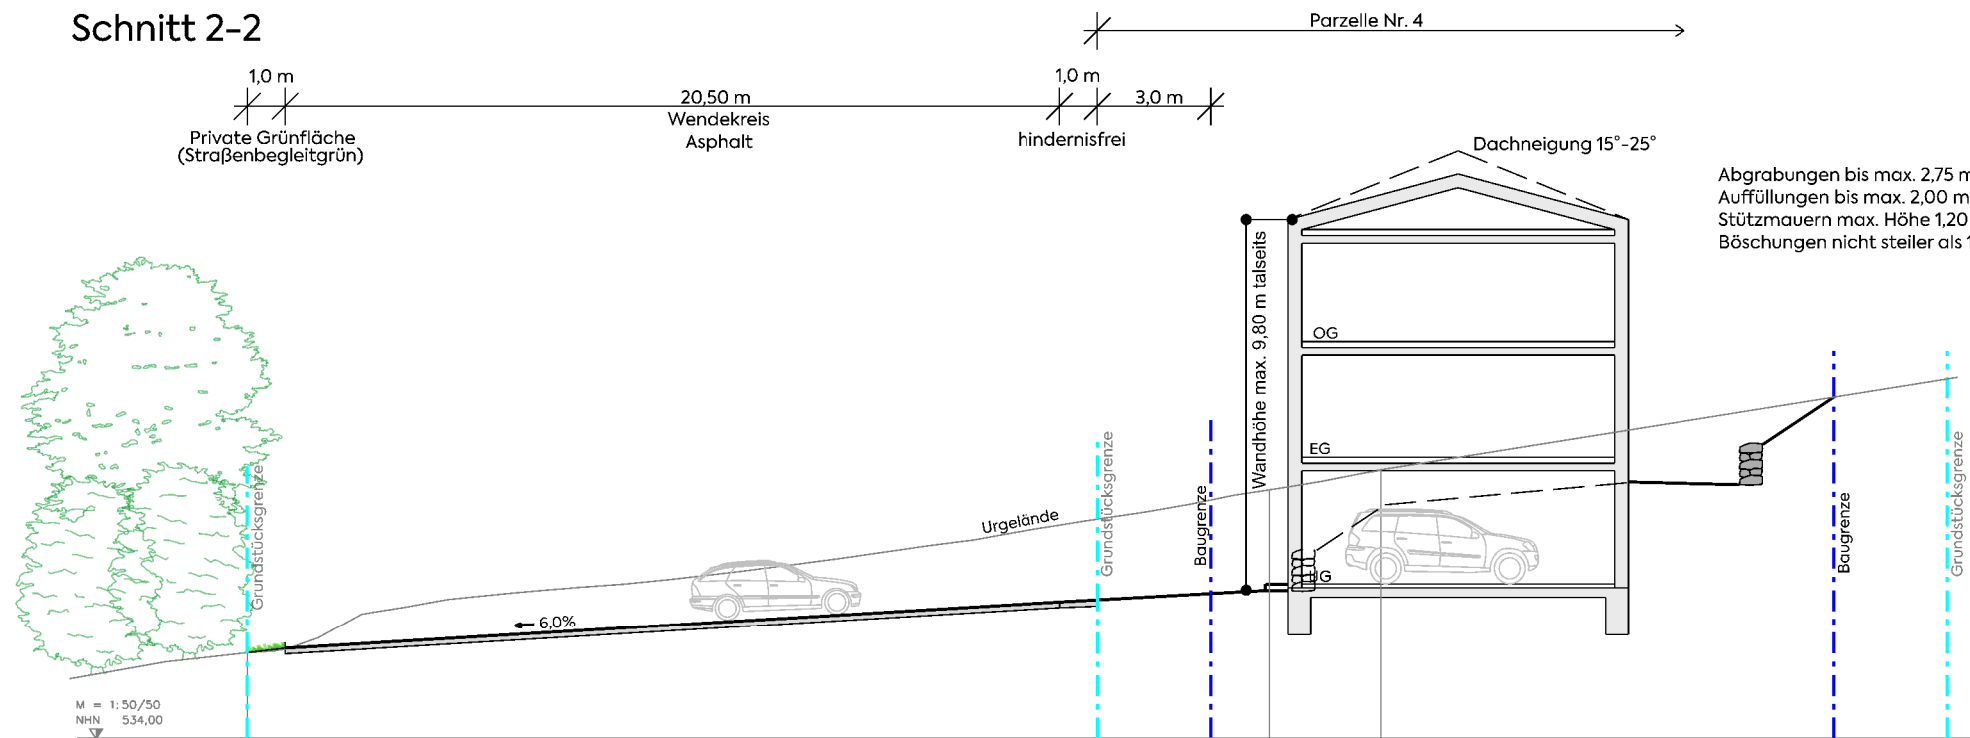 Schnitt 2-2
Parzelle Nr. 4
1,0 m
20,50 m
1,0 m
3,0 m
Wendekreis
Asphalt
Private Grünfläche
(Straßenbegleitgrün)
hindernisfrei
Dachneigung 15°-25°
Abgrabungen bis max. 2,75 m
Auffüllungen bis max. 2,00 m
Stützmauern max. Höhe 1,20
Böschungen nicht steiler als 1
Wandhöhe max. 9,80 m talseits
OG
EG
UG
Urgelände
Grundstücksgrenze
Grundstücksgrenze
Baugrenze
Baugrenze
Grundstücksgrenze
6,0%
M = 1:50/50
NHN 534,00